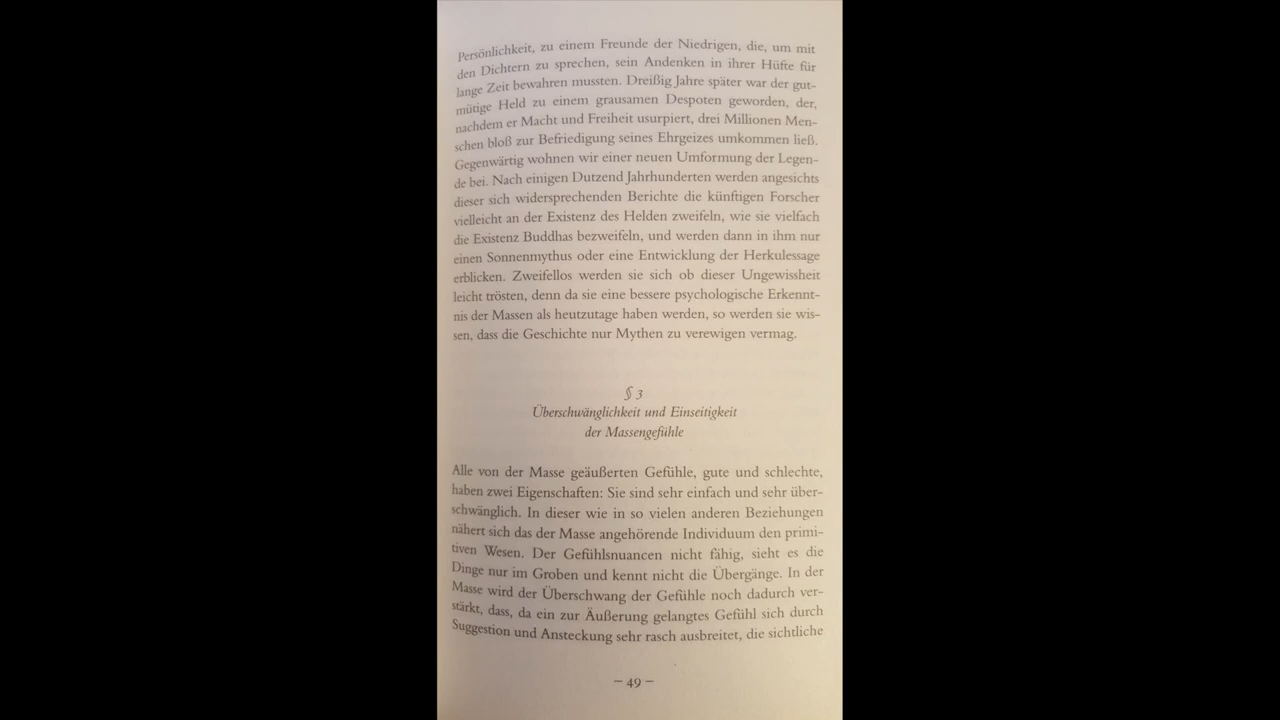 Persönlichkeit, zu einem Freunde der Niedrigen, die, um mit
den Dichtern zu sprechen, sein Andenken in ihrer Hüfte für
lange Zeit bewahren mussten. Dreißig Jahre später war der gut-
mütige Held zu einem grausamen Despoten geworden, der,
nachdem er Macht und Freiheit usurpiert, drei Millionen Men-
schen bloß zur Befriedigung seines Ehrgeizes umkommen ließ.
Gegenwärtig wohnen wir einer neuen Umformung der Legen-
de bei. Nach einigen Dutzend Jahrhunderten werden angesichts
dieser sich widersprechenden Berichte die künftigen Forscher
vielleicht an der Existenz des Helden zweifeln, wie sie vielfach
die Existenz Buddhas bezweifeln, und werden dann in ihm nur
einen Sonnenmythus oder eine Entwicklung der Herkulessage
erblicken. Zweifellos werden sie sich ob dieser Ungewissheit
leicht trösten, denn da sie eine bessere psychologische Erkennt-
nis der Massen als heutzutage haben werden, so werden sie wis-
sen, dass die Geschichte nur Mythen zu verewigen vermag.
§ 3
Überschwänglichkeit und Einseitigkeit
der Massengefühle
Alle von der Masse geäußerten Gefühle, gute und schlechte,
haben zwei Eigenschaften: Sie sind sehr einfach und sehr über-
schwänglich. In dieser wie in so vielen anderen Beziehungen
nähert sich das der Masse angehörende Individuum den primi-
tiven Wesen. Der Gefühlsnuancen nicht fähig, sieht es die
Dinge nur im Groben und kennt nicht die Übergänge. In der
Masse wird der Überschwang der Gefühle noch dadurch ver-
stärkt, dass, da ein zur Äußerung gelangtes Gefühl sich durch
Suggestion und Ansteckung sehr rasch ausbreitet, die sichtliche
– 49 –